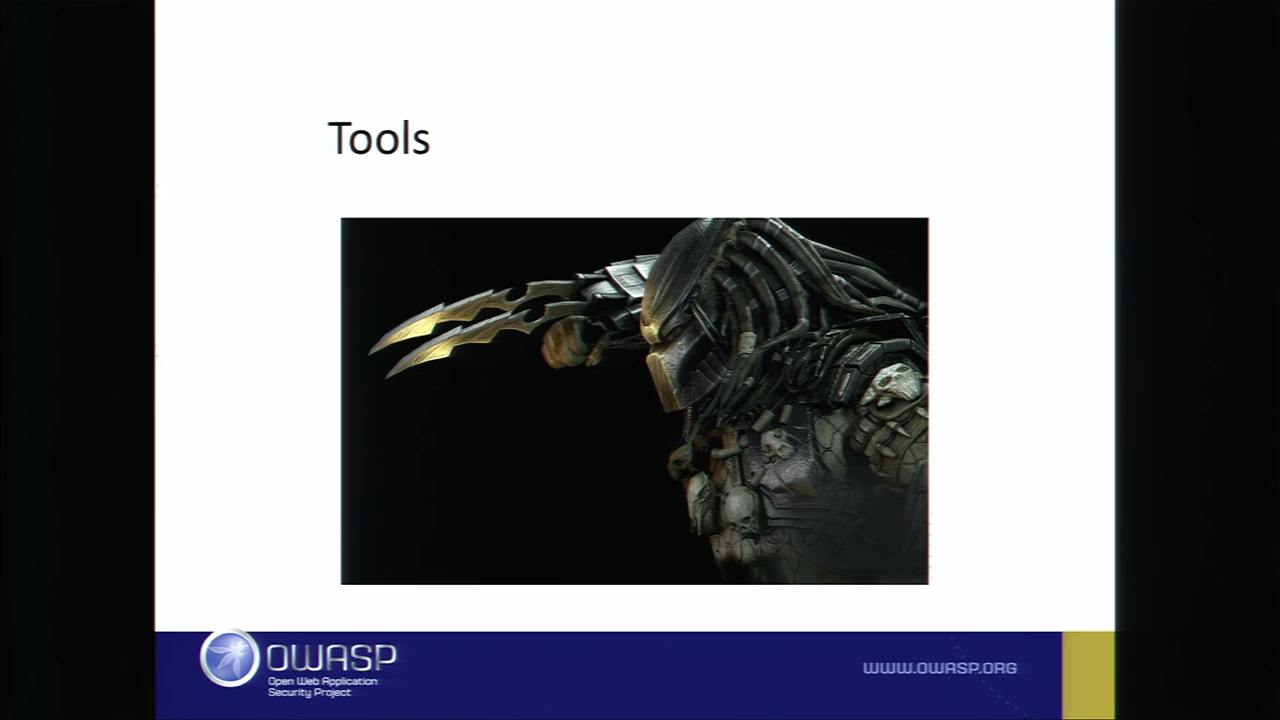 Tools
OWASP
Open Web Application
Security Project
WWW.OWASP.ORG